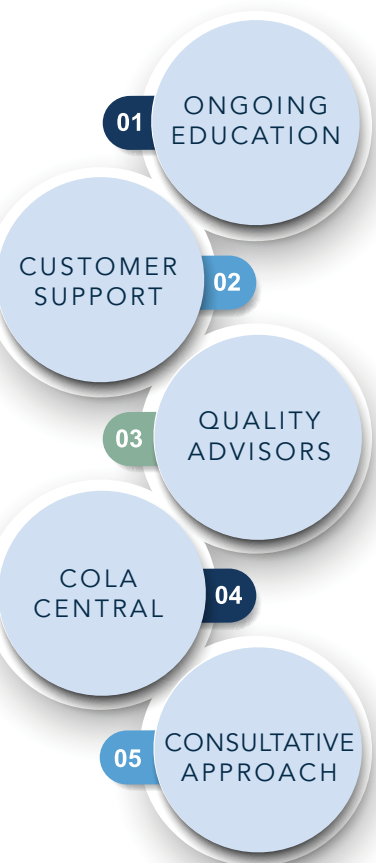 01
ONGOING
EDUCATION
CUSTOMER
SUPPORT
02
03
QUALITY
ADVISORS
COLA
CENTRAL
04
05
CONSULTATIVE
APPROACH